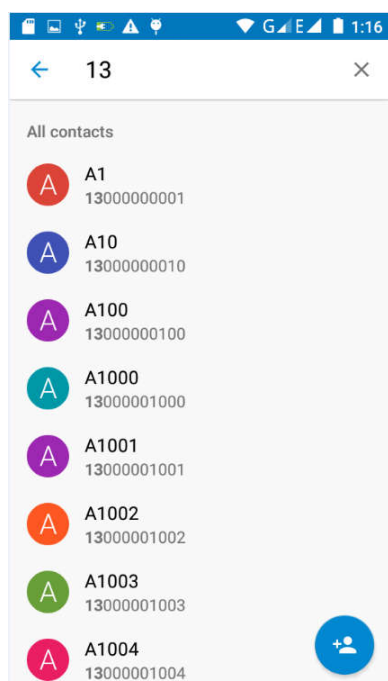 G E 1:16
13
All contacts
A A1
13000000001
A A10
13000000010
A A100
13000000100
A A1000
13000001000
A A1001
13000001001
A A1002
13000001002
A A1003
13000001003
A A1004
13000001004